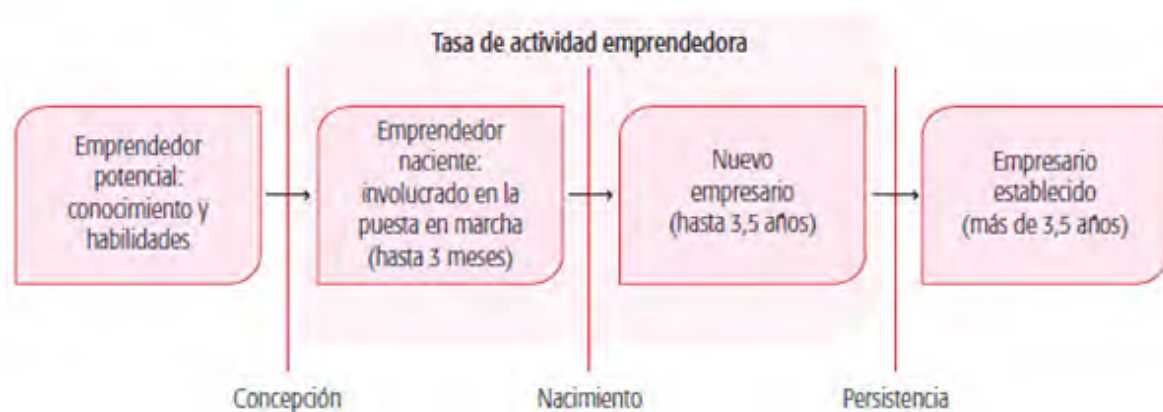 Tasa de actividad emprendedora
Emprendedor
potencial:
conocimiento y
habilidades
Emprendedor
naciente:
involucrado en la
puesta en marcha
(hasta 3 meses)
Nuevo
empresario
(hasta 3,5 años)
Empresario
establecido
(más de 3,5 años)
Concepción
Nacimiento
Persistencia